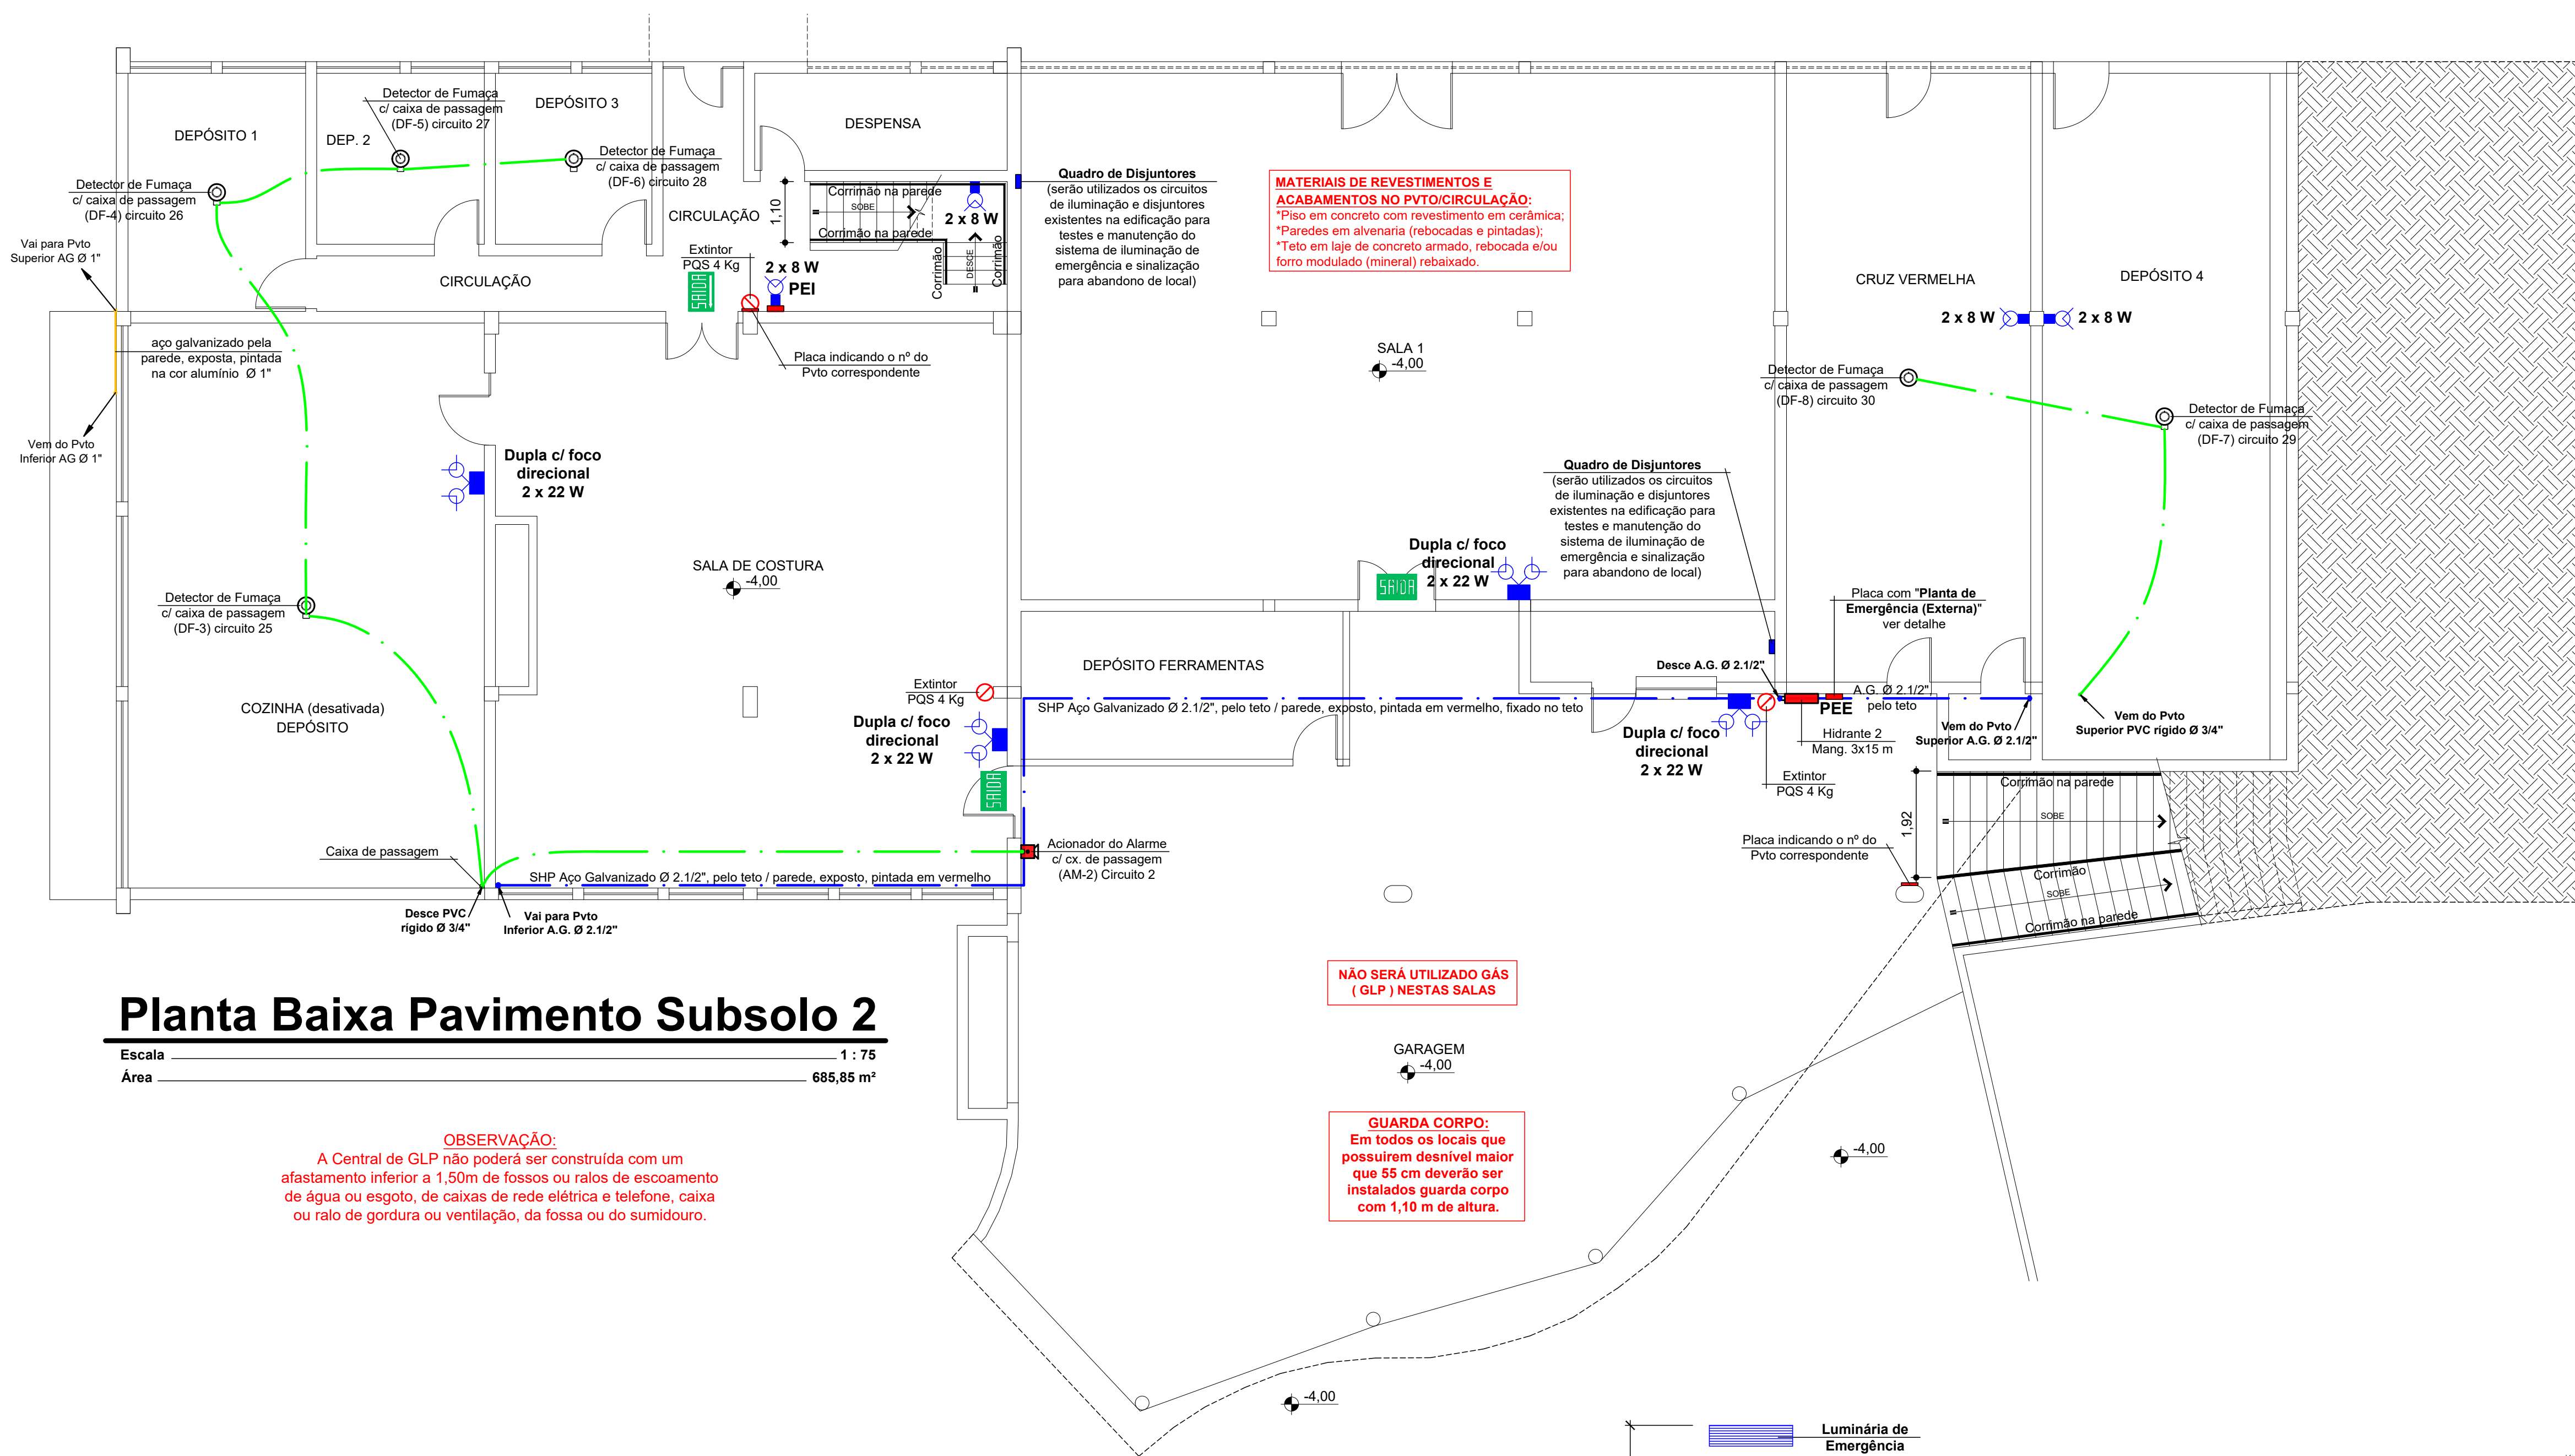 DEPÓSITO 1
Detector de Fumaça
c/ caixa de passagem
(DF-5) circuito 27
DEP. 2
DEPÓSITO 3
Detector de Fumaça
c/ caixa de passagem
(DF-6) circuito 28
Detector de Fumaça
c/ caixa de passagem
(DF-4) circuito 26
Vai para Pvto
Superior AG Ø 1"
CIRCULAÇÃO
CIRCULAÇÃO
DESPENSA
1,10
Corrimão na parede
SOBE
Corrimão na parede
2 x 8 W
Corrimão
DESCE
Corrimão
Extintor
PQS 4 Kg
SAIDA
2 x 8 W
PEI
Placa indicando o nº do
Pvto correspondente
Quadro de Disjuntores
(serão utilizados os circuitos
de iluminação e disjuntores
existentes na edificação para
testes e manutenção do
sistema de iluminação de
emergência e sinalização
para abandono de local)
MATERIAIS DE REVESTIMENTOS E
ACABAMENTOS NO PVTO/CIRCULAÇÃO:
*Piso em concreto com revestimento em cerâmica;
*Paredes em alvenaria (rebocadas e pintadas);
*Teto em laje de concreto armado, rebocada e/ou
forro modulado (mineral) rebaixado.
CRUZ VERMELHA
DEPÓSITO 4
2 x 8 W
2 x 8 W
SALA 1
-4,00
Detector de Fumaça
c/ caixa de passagem
(DF-8) circuito 30
Detector de Fumaça
c/ caixa de passagem
(DF-7) circuito 29
aço galvanizado pela
parede, exposta, pintada
na cor alumínio Ø 1"
Vem do Pvto
Inferior AG Ø 1"
Dupla c/ foco
direcional
2 x 22 W
SALA DE COSTURA
-4,00
Detector de Fumaça
c/ caixa de passagem
(DF-3) circuito 25
COZINHA (desativada)
DEPÓSITO
Quadro de Disjuntores
(serão utilizados os circuitos
de iluminação e disjuntores
existentes na edificação para
testes e manutenção do
sistema de iluminação de
emergência e sinalização
para abandono de local)
Dupla c/ foco
direcional
2 x 22 W
SAIDA
Placa com "Planta de
Emergência (Externa)"
ver detalhe
DEPÓSITO FERRAMENTAS
Desce A.G. Ø 2.1/2"
Extintor
PQS 4 Kg
Dupla c/ foco
direcional
2 x 22 W
SAIDA
SHP Aço Galvanizado Ø 2.1/2", pelo teto / parede, exposto, pintada em vermelho, fixado no teto
PEE
A.G. Ø 2.1/2",
pelo teto
Hidrante 2
Mang. 3x15 m
Dupla c/ foco
direcional
2 x 22 W
Extintor
PQS 4 Kg
Vem do Pvto
Superior A.G. Ø 2.1/2"
Vem do Pvto
Superior PVC rígido Ø 3/4"
Corrimão na parede
SOBE
1,92
Corrimão
SOBE
Corrimão na parede
Placa indicando o nº do
Pvto correspondente
Caixa de passagem
Acionador do Alarme
c/ cx. de passagem
(AM-2) Circuito 2
SHP Aço Galvanizado Ø 2.1/2", pelo teto / parede, exposto, pintada em vermelho
Desce PVC
rígido Ø 3/4"
Vai para Pvto
Inferior A.G. Ø 2.1/2"
NÃO SERÁ UTILIZADO GÁS
( GLP ) NESTAS SALAS
Planta Baixa Pavimento Subsolo 2
Escala 1 : 75
Área 685,85 m²
GARAGEM
-4,00
GUARDA CORPO:
Em todos os locais que
possuirem desnível maior
que 55 cm deverão ser
instalados guarda corpo
com 1,10 m de altura.
-4,00
OBSERVAÇÃO:
A Central de GLP não poderá ser construída com um
afastamento inferior a 1,50m de fossos ou ralos de escoamento
de água ou esgoto, de caixas de rede elétrica e telefone, caixa
ou ralo de gordura ou ventilação, da fossa ou do sumidouro.
-4,00
Luminária de
Emergência